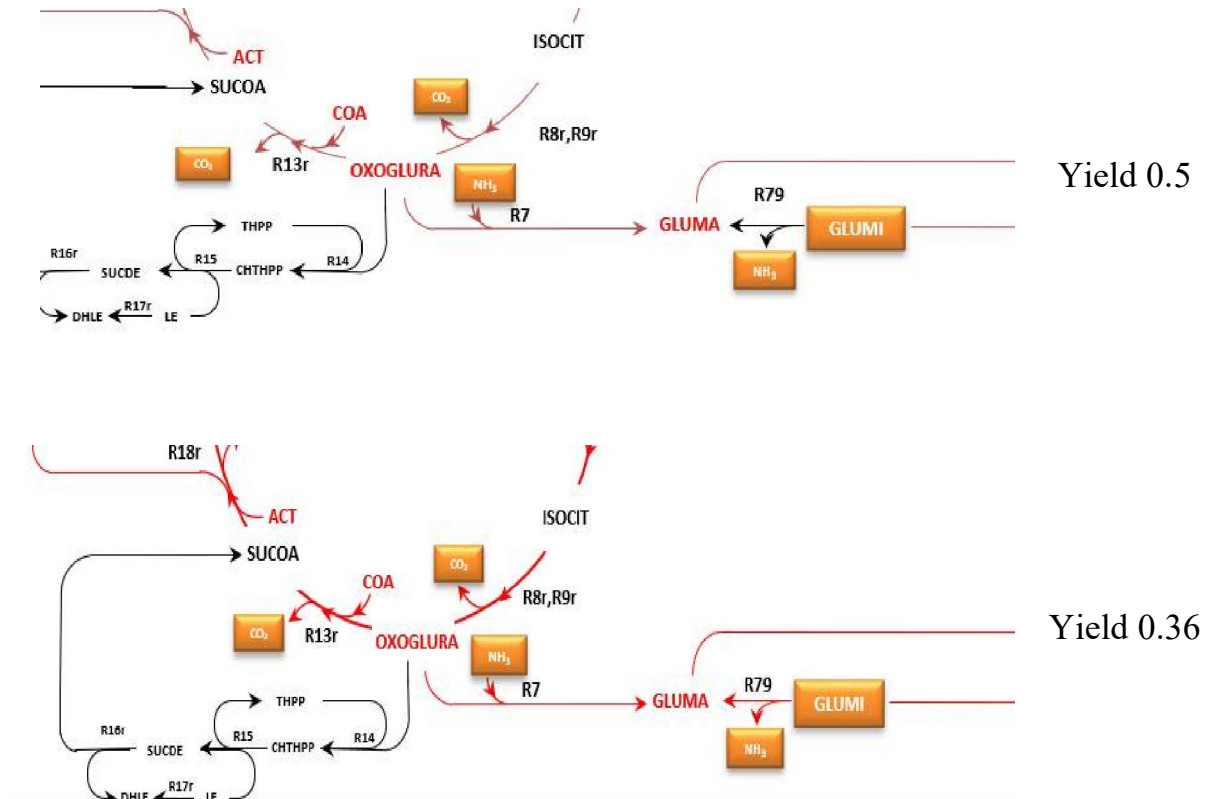 ISOCIT
ACT
SUCOA
CO₂
COA
R8r,R9r
CO₂
R13r
OXOGLURA
NH₃
Yield 0.5
R79
R7
GLUMA
GLUMI
THPP
R16r
SUCDE
R15
CHTHPP
R14
NH₃
DHLE
R17r
LE
R18r
ACT
ISOCIT
SUCOA
CO₂
COA
R8r,R9r
CO₂
R13r
OXOGLURA
NH₃
Yield 0.36
R79
R7
GLUMA
GLUMI
THPP
R16r
SUCDE
R15
CHTHPP
R14
NH₃
R17r
DHLE
LE